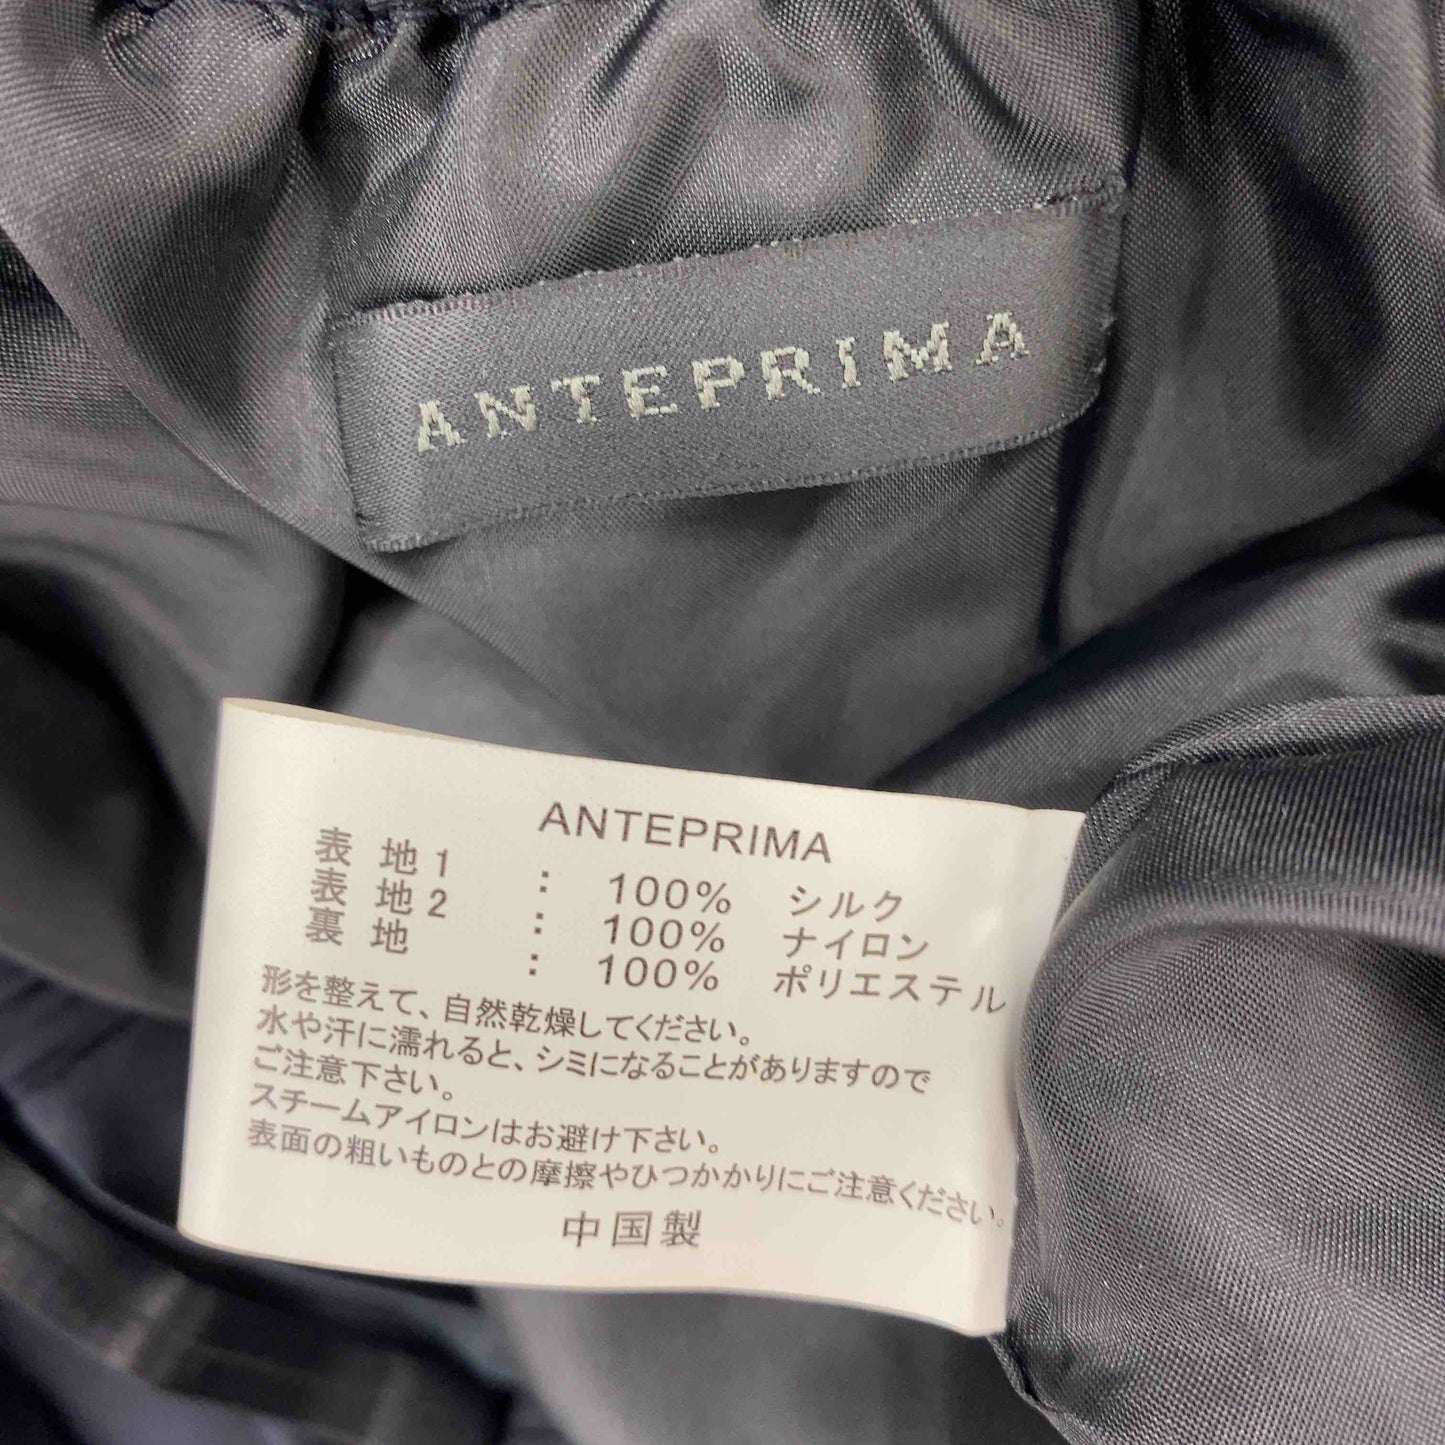 ANTEPRIMA
ANTEPRIMA
表 地 1 : 100% シルク
表 地 2 : 100% ナイロン
裏 地 : 100% ポリエステル
形を整えて、自然乾燥してください。
水や汗に濡れると、シミになることがありますので
ご注意下さい。
スチームアイロンはお避け下さい。
表面の粗いものとの摩擦やひつかかりにご注意ください。
中国製